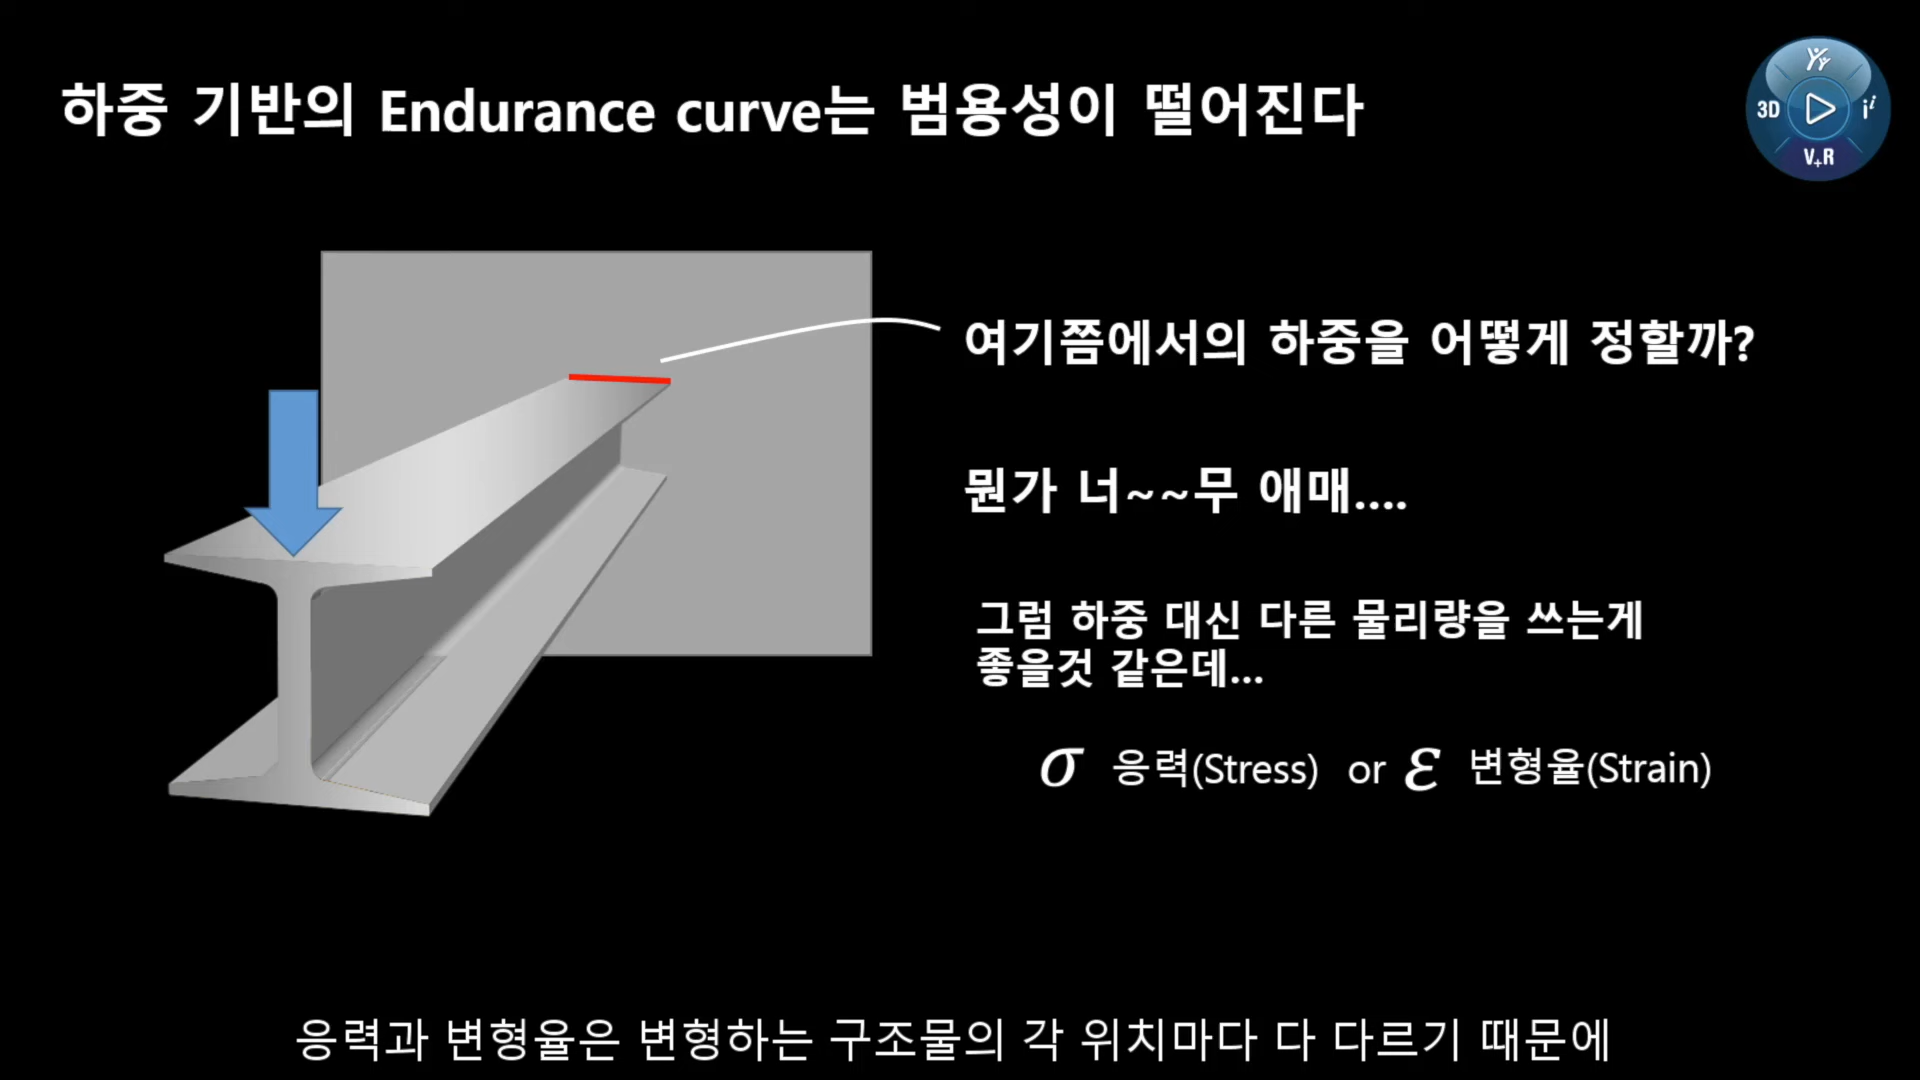 하중 기반의 Endurance curve는 범용성이 떨어진다
3D
V+R
여기쯤에서의 하중을 어떻게 정할까?
뭔가 너~~무 애매....
그럼 하중 대신 다른 물리량을 쓰는게
좋을것 같은데...
σ 응력(Stress) or ε 변형율(Strain)
응력과 변형율은 변형하는 구조물의 각 위치마다 다 다르기 때문에